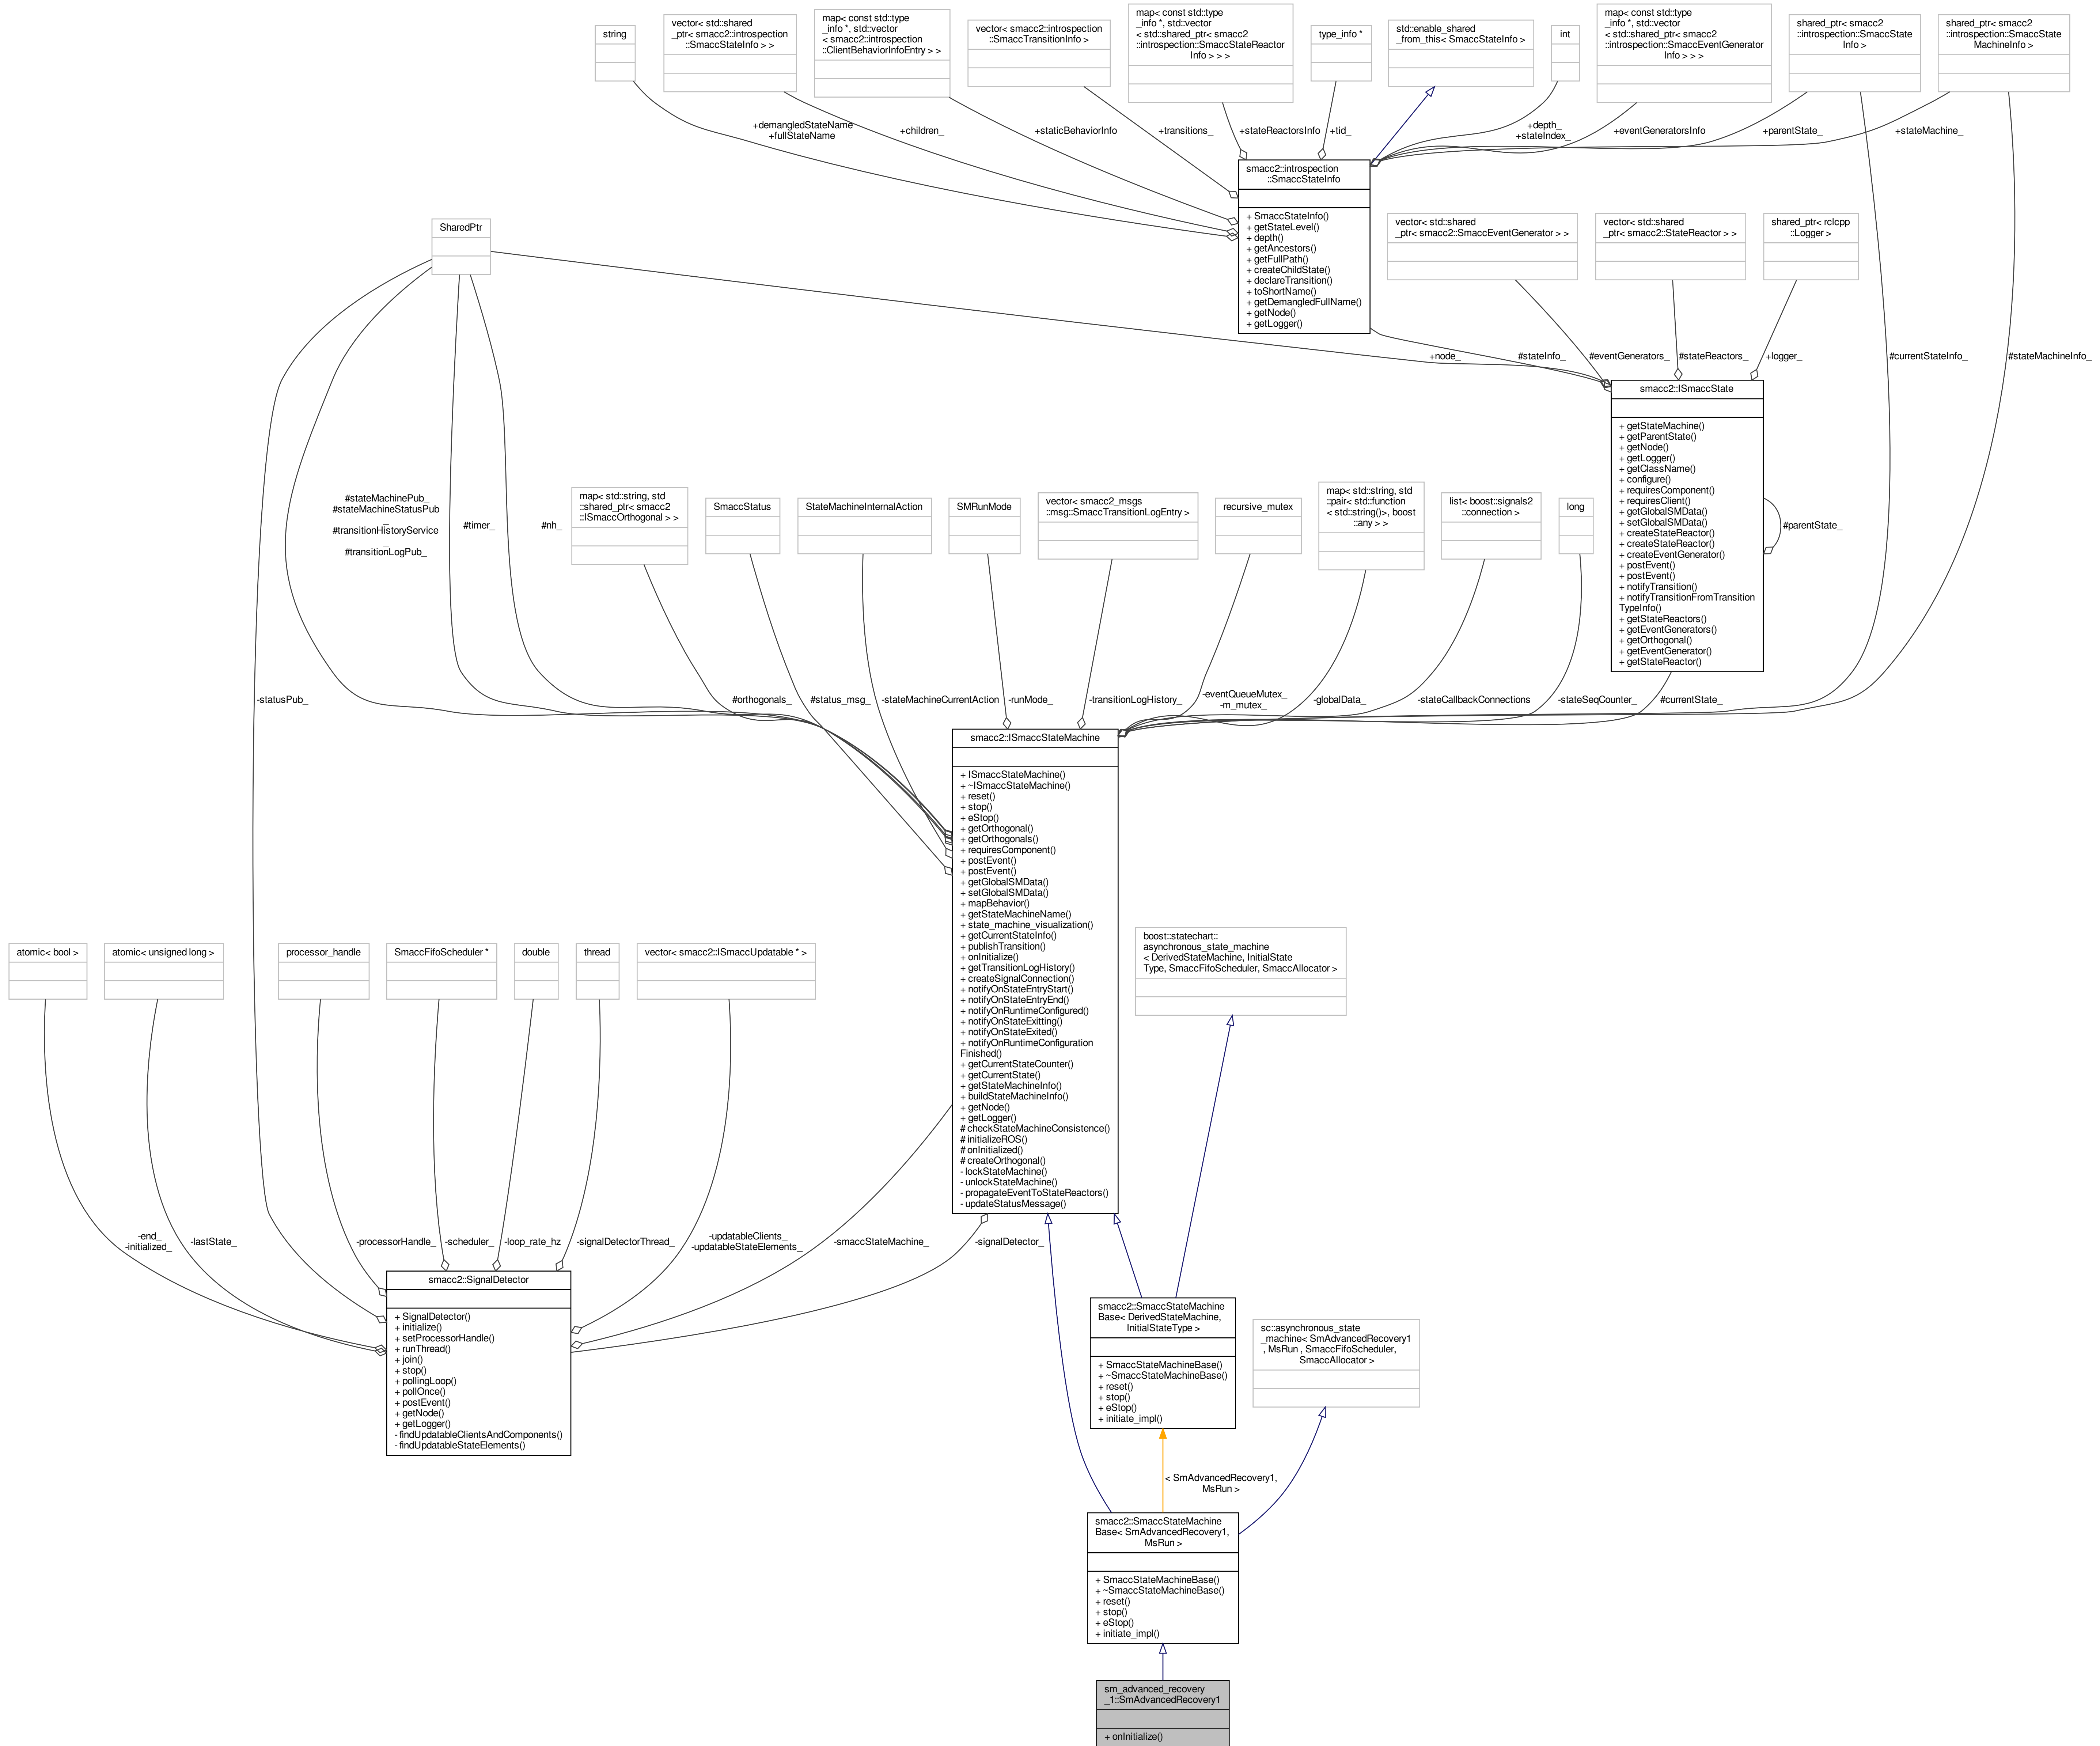 string
vector< std::shared
_ptr< smacc2::introspection
::SmaccStateInfo > >
map< const std::type
_info *, std::vector
< smacc2::introspection
::ClientBehaviorInfoEntry > >
vector< smacc2::introspection
::SmaccTransitionInfo >
map< const std::type
_info *, std::vector
< std::shared_ptr< smacc2
::introspection::SmaccStateReactor
Info > > >
type_info *
std::enable_shared
_from_this< SmaccStateInfo >
int
map< const std::type
_info *, std::vector
< std::shared_ptr< smacc2
::introspection::SmaccEventGenerator
Info > > >
shared_ptr< smacc2
::introspection::SmaccState
Info >
shared_ptr< smacc2
::introspection::SmaccState
MachineInfo >
+demangledStateName
+fullStateName
+children_
+staticBehaviorInfo
+transitions_
+stateReactorsInfo
+tid_
+depth_
+stateIndex_
+eventGeneratorsInfo
+parentState_
+stateMachine_
smacc2::introspection
::SmaccStateInfo
+ SmaccStateInfo()
+ getStateLevel()
+ depth()
+ getAncestors()
+ getFullPath()
+ createChildState()
+ declareTransition()
+ toShortName()
+ getDemangledFullName()
+ getNode()
+ getLogger()
SharedPtr
vector< std::shared
_ptr< smacc2::SmaccEventGenerator > >
vector< std::shared
_ptr< smacc2::StateReactor > >
shared_ptr< rclcpp
::Logger >
+node_
#stateInfo_
#eventGenerators_
#stateReactors_
+logger_
#currentStateInfo_
#stateMachineInfo_
smacc2::ISmaccState
+ getStateMachine()
+ getParentState()
+ getNode()
+ getLogger()
+ getClassName()
+ configure()
+ requiresComponent()
+ requiresClient()
+ getGlobalSMData()
+ setGlobalSMData()
+ createStateReactor()
+ createStateReactor()
+ createEventGenerator()
+ postEvent()
+ postEvent()
+ notifyTransition()
+ notifyTransitionFromTransition
TypeInfo()
+ getStateReactors()
+ getEventGenerators()
+ getOrthogonal()
+ getEventGenerator()
+ getStateReactor()
#parentState_
#stateMachinePub_
#stateMachineStatusPub
_
#transitionHistoryService
_
#transitionLogPub_
#timer_
#nh_
map< std::string, std
::shared_ptr< smacc2
::ISmaccOrthogonal > >
SmaccStatus
StateMachineInternalAction
SMRunMode
vector< smacc2_msgs
::msg::SmaccTransitionLogEntry >
recursive_mutex
map< std::string, std
::pair< std::function
< std::string()>, boost
::any > >
list< boost::signals2
::connection >
long
-statusPub_
#orthogonals_
#status_msg_
-stateMachineCurrentAction
-runMode_
-transitionLogHistory_
-eventQueueMutex_
-m_mutex_
-globalData_
-stateCallbackConnections
-stateSeqCounter_
#currentState_
smacc2::ISmaccStateMachine
+ ISmaccStateMachine()
+ ~ISmaccStateMachine()
+ reset()
+ stop()
+ eStop()
+ getOrthogonal()
+ getOrthogonals()
+ requiresComponent()
+ postEvent()
+ postEvent()
+ getGlobalSMData()
+ setGlobalSMData()
+ mapBehavior()
+ getStateMachineName()
+ state_machine_visualization()
+ getCurrentStateInfo()
+ publishTransition()
+ onInitialize()
+ getTransitionLogHistory()
+ createSignalConnection()
+ notifyOnStateEntryStart()
+ notifyOnStateEntryEnd()
+ notifyOnRuntimeConfigured()
+ notifyOnStateExitting()
+ notifyOnStateExited()
+ notifyOnRuntimeConfiguration
Finished()
+ getCurrentStateCounter()
+ getCurrentState()
+ getStateMachineInfo()
+ buildStateMachineInfo()
+ getNode()
+ getLogger()
# checkStateMachineConsistence()
# initializeROS()
# onInitialized()
# createOrthogonal()
- lockStateMachine()
- unlockStateMachine()
- propagateEventToStateReactors()
- updateStatusMessage()
atomic< bool >
atomic< unsigned long >
processor_handle
SmaccFifoScheduler *
double
thread
vector< smacc2::ISmaccUpdatable * >
boost::statechart::
asynchronous_state_machine
< DerivedStateMachine, InitialState
Type, SmaccFifoScheduler, SmaccAllocator >
-end_
-initialized_
-lastState_
-processorHandle_
-scheduler_
-loop_rate_hz
-signalDetectorThread_
-updatableClients_
-updatableStateElements_
-smaccStateMachine_
-signalDetector_
smacc2::SignalDetector
+ SignalDetector()
+ initialize()
+ setProcessorHandle()
+ runThread()
+ join()
+ stop()
+ pollingLoop()
+ pollOnce()
+ postEvent()
+ getNode()
+ getLogger()
- findUpdatableClientsAndComponents()
- findUpdatableStateElements()
smacc2::SmaccStateMachine
Base< DerivedStateMachine,
InitialStateType >
+ SmaccStateMachineBase()
+ ~SmaccStateMachineBase()
+ reset()
+ stop()
+ eStop()
+ initiate_impl()
sc::asynchronous_state
_machine< SmAdvancedRecovery1
, MsRun , SmaccFifoScheduler,
SmaccAllocator >
< SmAdvancedRecovery1,
MsRun >
smacc2::SmaccStateMachine
Base< SmAdvancedRecovery1,
MsRun >
+ SmaccStateMachineBase()
+ ~SmaccStateMachineBase()
+ reset()
+ stop()
+ eStop()
+ initiate_impl()
sm_advanced_recovery
_1::SmAdvancedRecovery1
+ onInitialize()